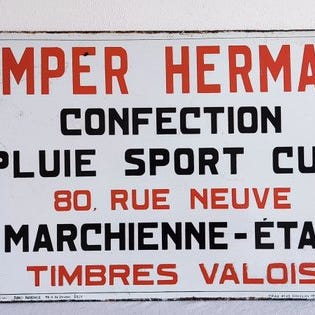 MPER HERMA
CONFECTION
PLUIE SPORT CU
80, RUE NEUVE
MARCHIENNE-ÉTA
TIMBRES VALOIS